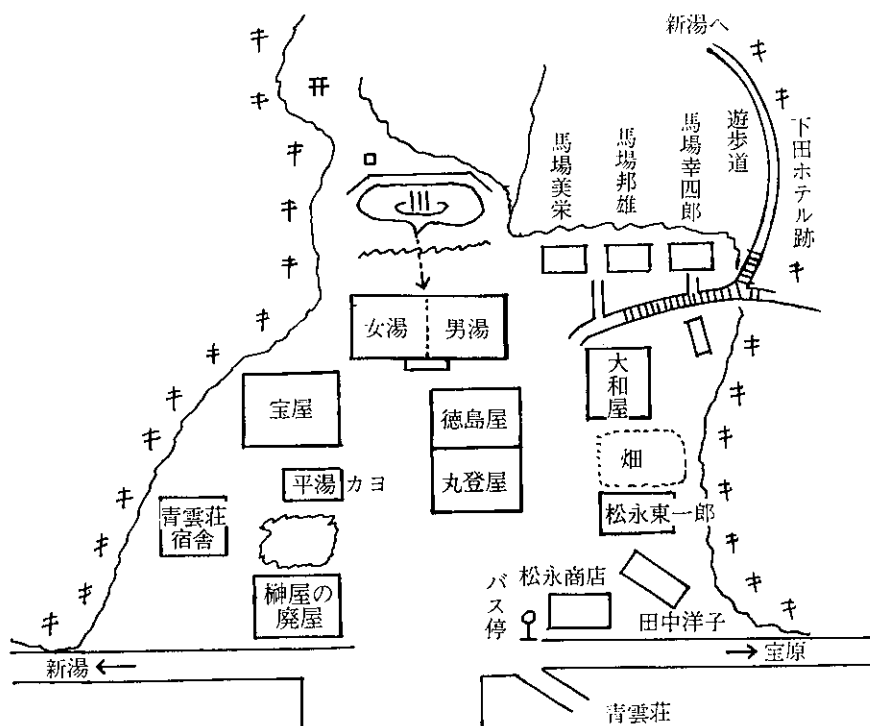 新湯へ
下田ホテル跡
遊歩道
馬場幸四郎
馬場邦雄
馬場美栄
女湯
男湯
大和屋
宝屋
徳島屋
畑
平湯カヨ
丸登屋
青雲荘
宿舎
松永東一郎
榊屋の
廃屋
バス停
松永商店
田中洋子
新湯
宝原
青雲荘